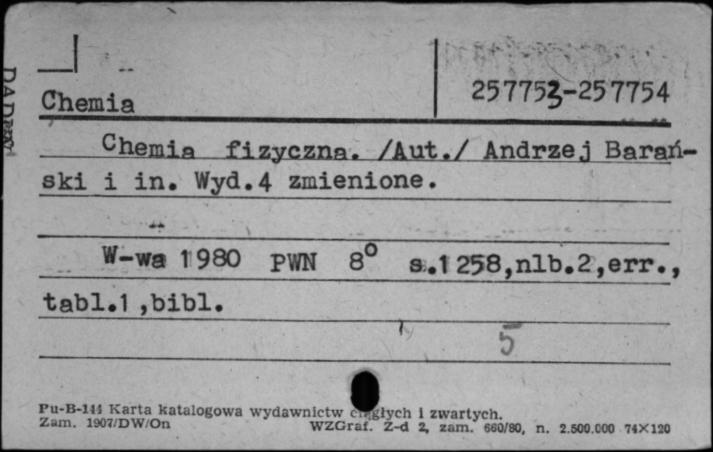 257753-257754
Chemia
Chemia fizyczna. /Aut./ Andrzej Barań-
ski i in. Wyd.4 zmienione.
W-wa 1980 PWN 8° s.1258,nlb.2,err.,
tabl.1,bibl.
5
Pu-B-144 Karta katalogowa wydawnictw ciągłych i zwartych.
Zam. 1907/DW/On WZGraf. Z-d 2, zam. 660/80, n. 2.500.000 74×120